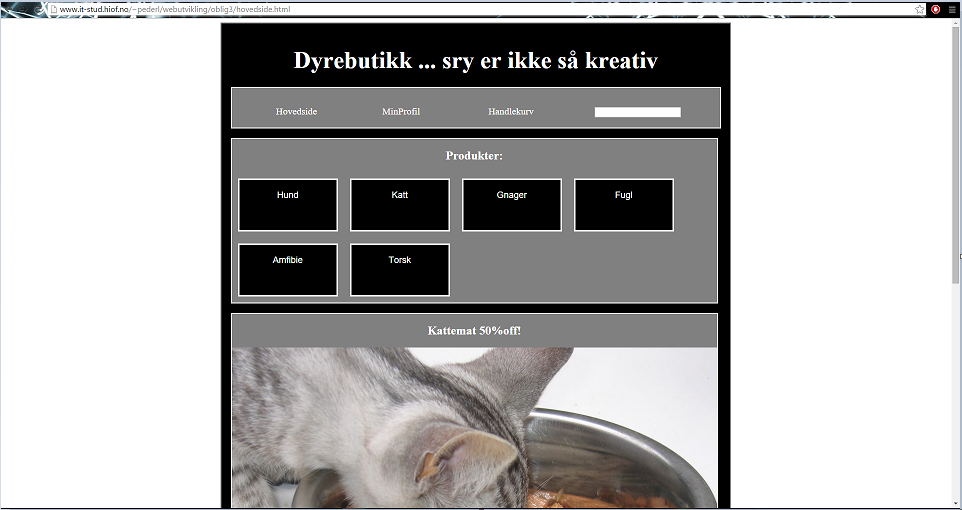 www.it-stud.hiof.no/~pederl/webutvikling/oblig3/hovedside.html
Dyrebutikk ... sry er ikke så kreativ
Hovedside MinProfil Handlekurv
Produkter:
Hund Katt Gnager Fugl
Amfibie Torsk
Kattemat 50%off!